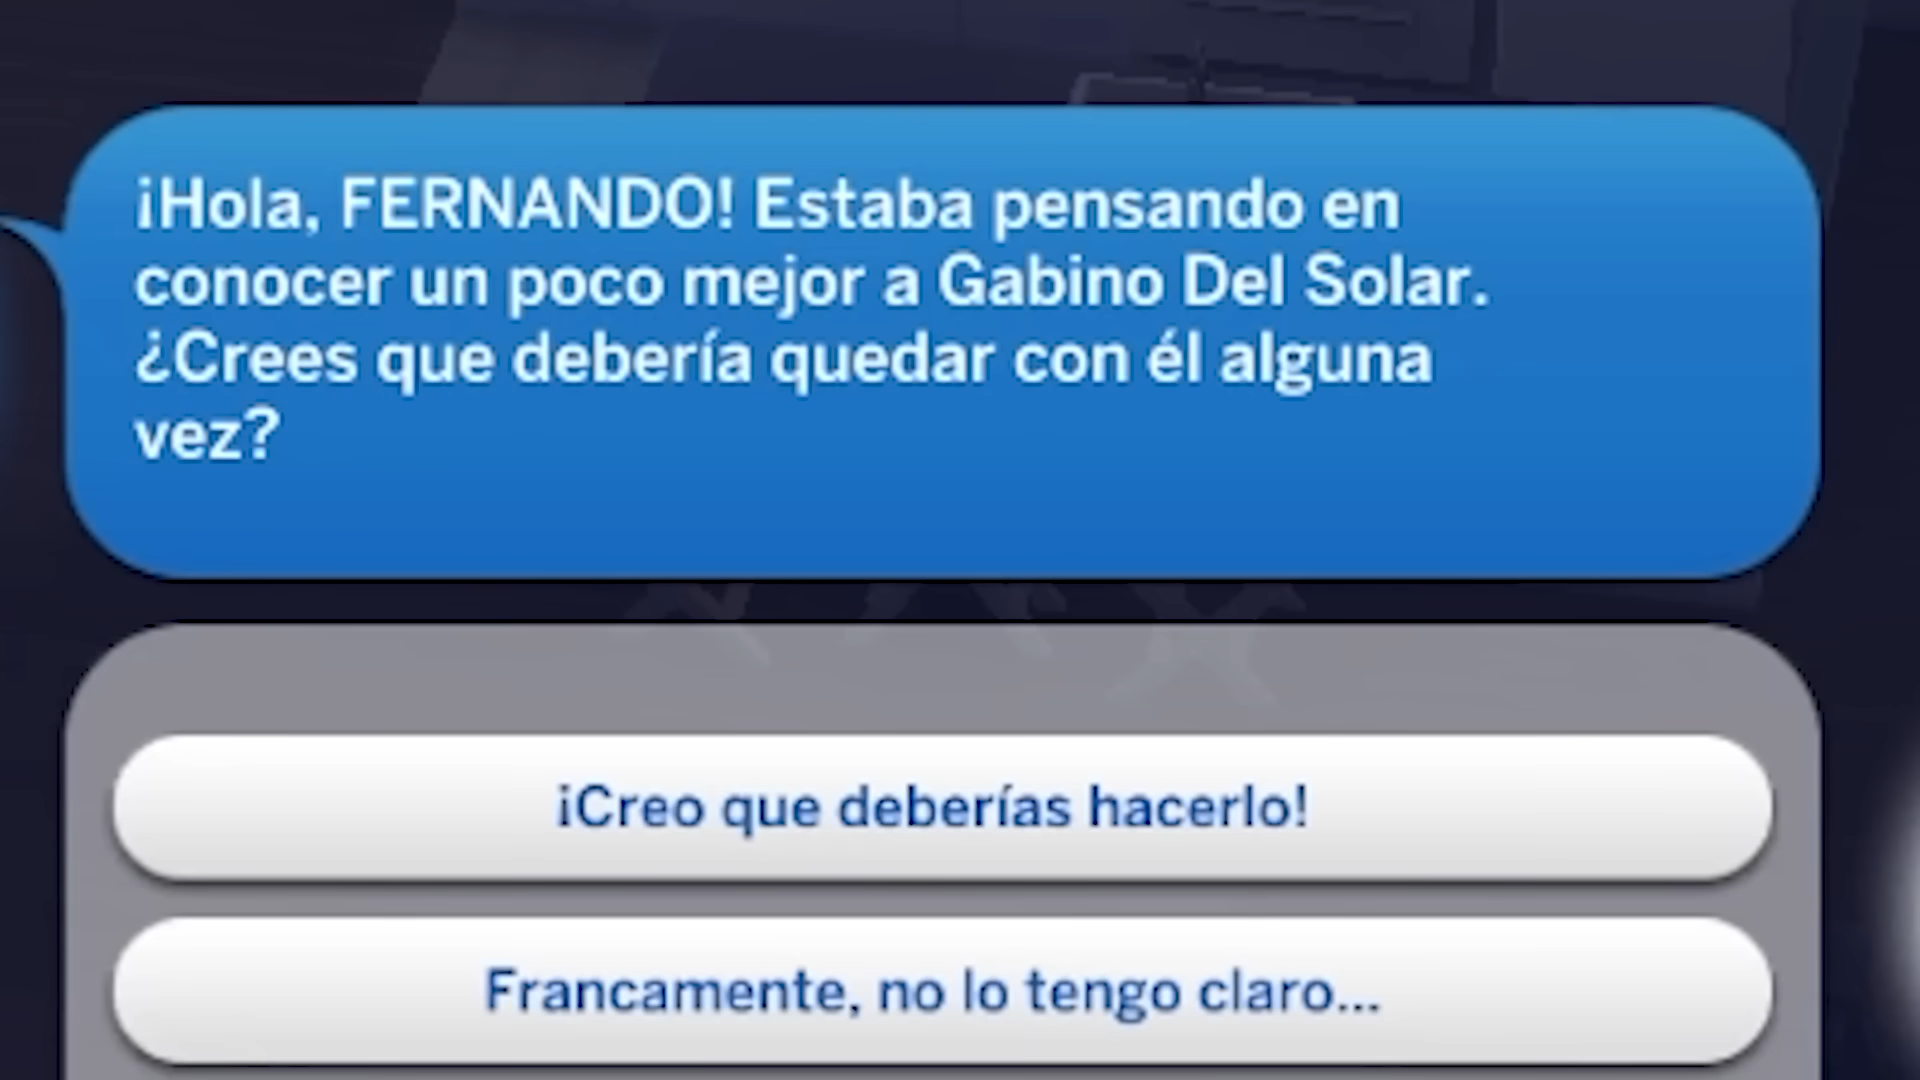 ¡Hola, FERNANDO! Estaba pensando en
conocer un poco mejor a Gabino Del Solar.
¿Crees que debería quedar con él alguna
vez?
¡Creo que deberías hacerlo!
Francamente, no lo tengo claro...